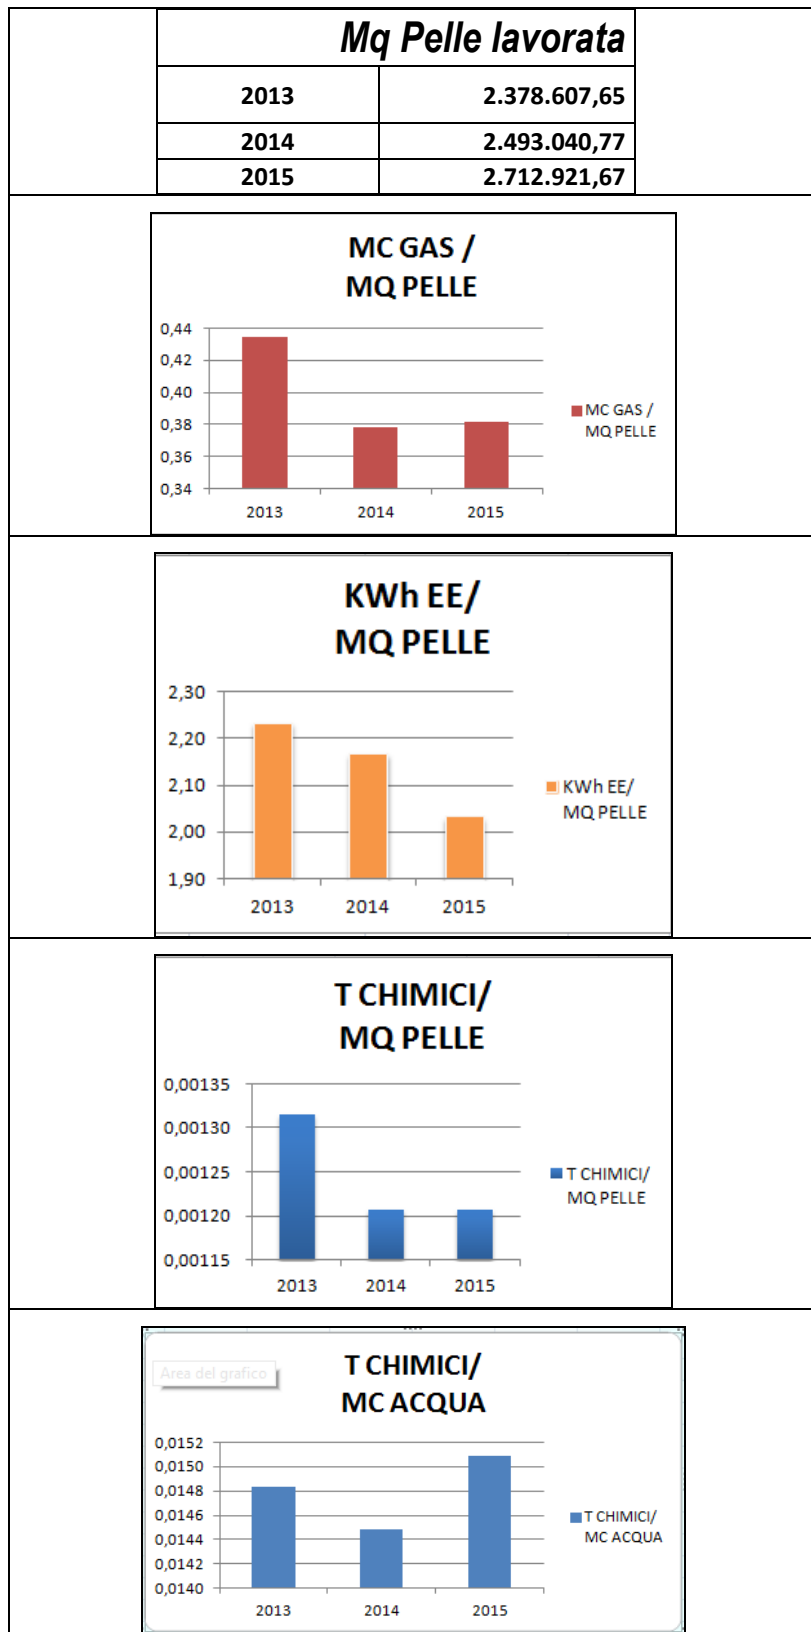 Mq Pelle lavorata
2013 2.378.607,65
2014 2.493.040,77
2015 2.712.921,67
MC GAS /
MQ PELLE
0,44
0,42
0,40
0,38
0,36
0,34
2013 2014 2015
MC GAS /
MQ PELLE
KWh EE/
MQ PELLE
2,30
2,20
2,10
2,00
1,90
2013 2014 2015
KWh EE/
MQ PELLE
T CHIMICI/
MQ PELLE
0,00135
0,00130
0,00125
0,00120
0,00115
2013 2014 2015
T CHIMICI/
MQ PELLE
Area del grafico
T CHIMICI/
MC ACQUA
0,0152
0,0150
0,0148
0,0146
0,0144
0,0142
0,0140
2013 2014 2015
T CHIMICI/
MC ACQUA